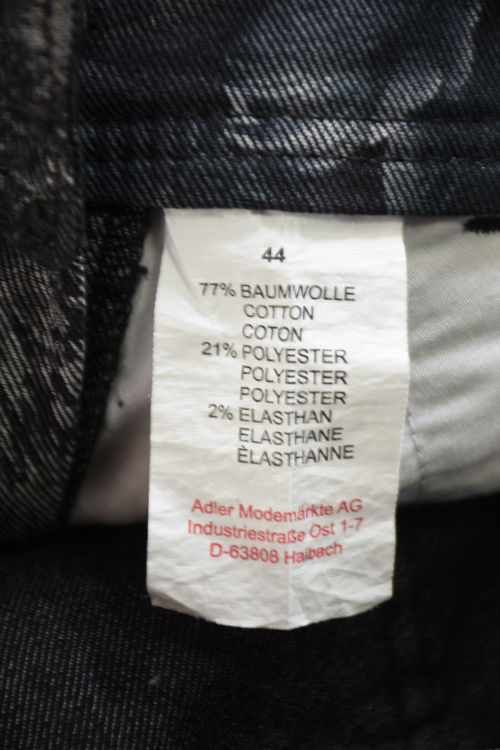 44
77% BAUMWOLLE
COTTON
COTON
21% POLYESTER
POLYESTER
POLYESTER
2% ELASTHAN
ELASTHANE
ÈLASTHANNE
Adler Modemärkte AG
Industriestraße Ost 1-7
D-63808 Haibach